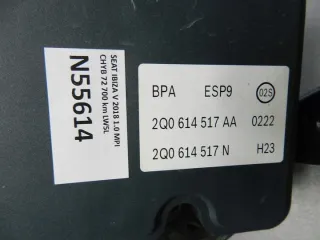 SEAT IBIZA V 2018 1.0 MPI
CHYB 72 700 km LW5L
N55614
BPA ESP9 02S
2Q0 614 517 AA 0222
2Q0 614 517 N H23